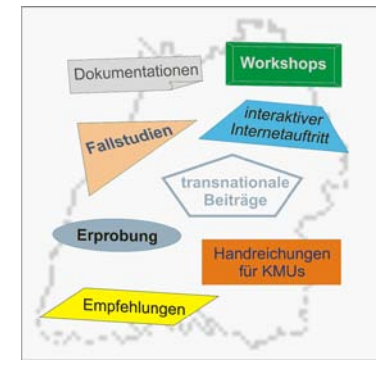 Dokumentationen
Workshops
Fallstudien
interaktiver
Internetauftritt
transnationale
Beiträge
Erprobung
Handreichungen
für KMUs
Empfehlungen